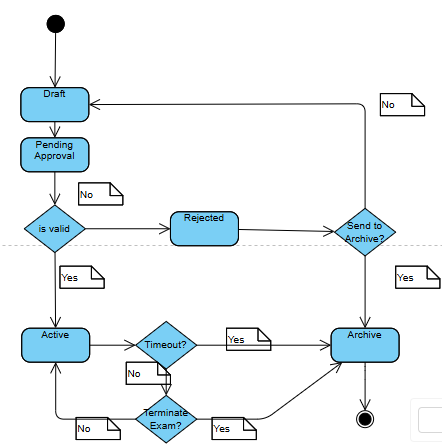 Draft
No
Pending
Approval
No
Rejected
is valid
Send to
Archive?
Yes
Yes
Active
Timeout?
Yes
Archive
No
Terminate
Exam?
No
Yes